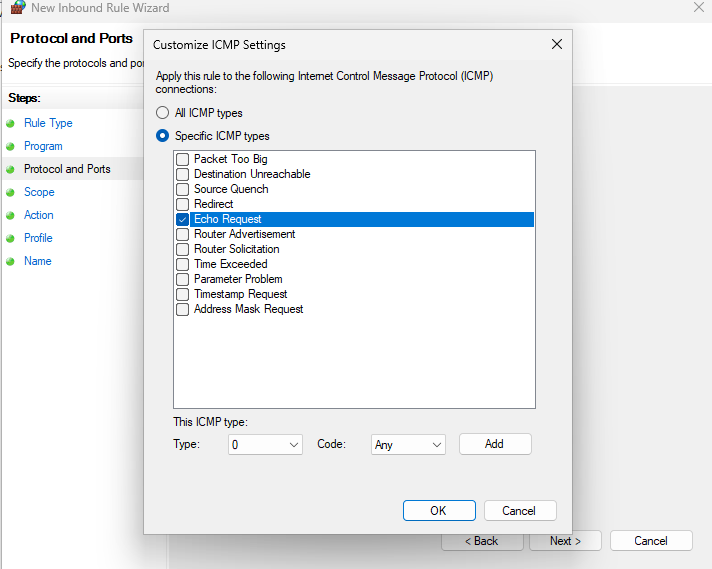 New Inbound Rule Wizard
Protocol and Ports
Specify the protocols and por
Steps:
Rule Type
Program
Protocol and Ports
Scope
Action
Profile
Name
Customize ICMP Settings
Apply this rule to the following Internet Control Message Protocol (ICMP)
connections:
All ICMP types
Specific ICMP types
Packet Too Big
Destination Unreachable
Source Quench
Redirect
Echo Request
Router Advertisement
Router Solicitation
Time Exceeded
Parameter Problem
Timestamp Request
Address Mask Request
This ICMP type:
Type: 0 Code: Any Add
OK Cancel
< Back Next > Cancel